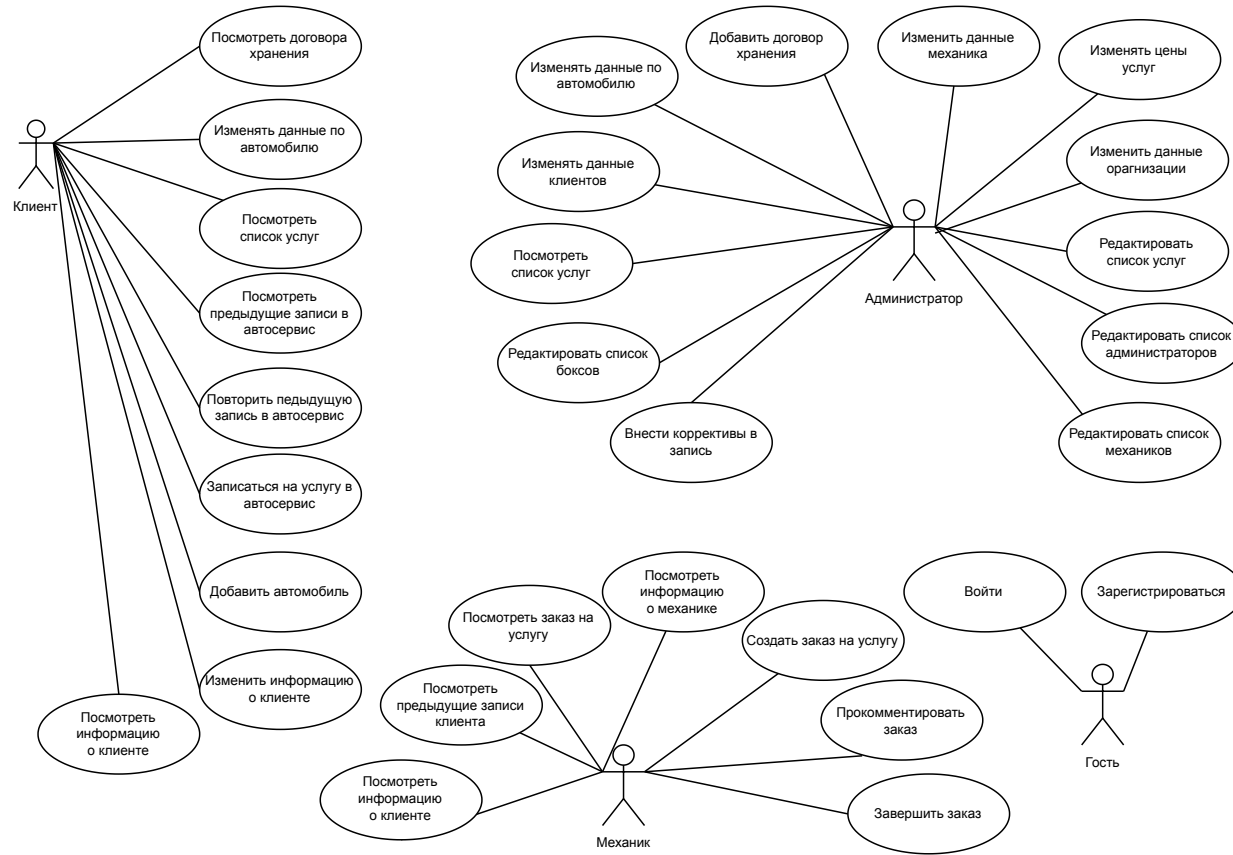 Посмотреть договора
хранения
Изменять данные по
автомобилю
Клиент
Посмотреть
список услуг
Посмотреть
предыдущие записи в
автосервис
Повторить педыдущую
запись в автосервис
Записаться на услугу в
автосервис
Добавить автомобиль
Изменить информацию
о клиенте
Посмотреть
информацию
о клиенте
Добавить договор
хранения
Изменить данные
механика
Изменять цены
услуг
Изменять данные по
автомобилю
Изменять данные
клиентов
Изменить данные
орагнизации
Посмотреть
список услуг
Администратор
Редактировать
список услуг
Редактировать список
боксов
Редактировать список
администраторов
Внести коррективы в
запись
Редактировать список
механиков
Посмотреть заказ на
услугу
Посмотреть
информацию
о механике
Создать заказ на услугу
Посмотреть
предыдущие записи
клиента
Прокомментировать
заказ
Посмотреть
информацию
о клиенте
Механик
Завершить заказ
Войти
Зарегистрироваться
Гость